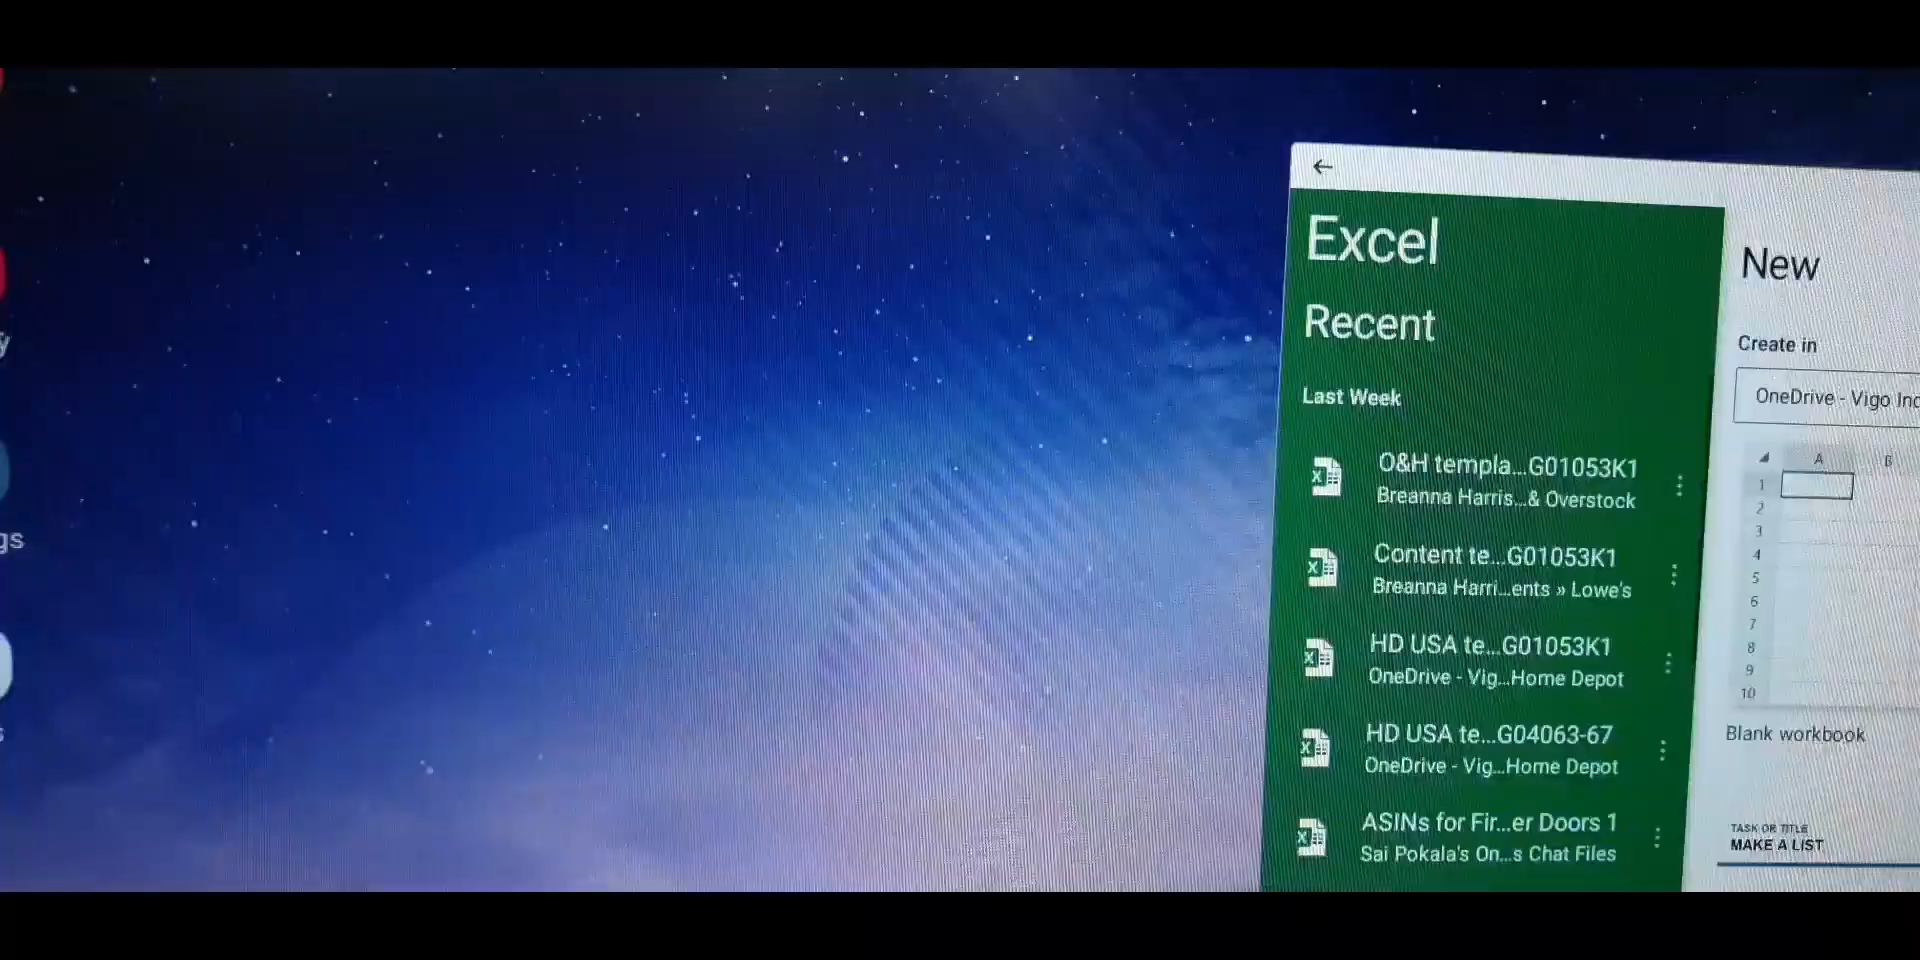 y
gs
s
←
Excel
Recent
Last Week
O&H templa...G01053K1
Breanna Harris...& Overstock
Content te...G01053K1
Breanna Harri...ents » Lowe's
HD USA te...G01053K1
OneDrive - Vig...Home Depot
HD USA te...G04063-67
OneDrive - Vig...Home Depot
ASINs for Fir...er Doors 1
Sai Pokala's On...s Chat Files
New
Create in
OneDrive - Vigo Ind
A B
1
2
3
4
5
6
7
8
9
10
Blank workbook
TASK OR TITLE
MAKE A LIST